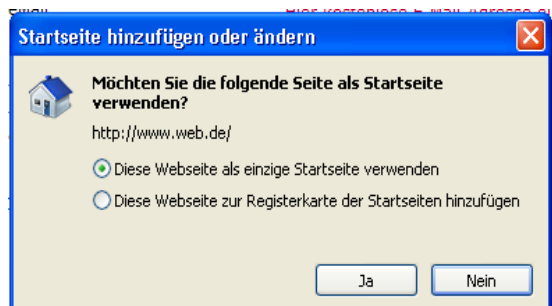 Startseite hinzufügen oder ändern
Möchten Sie die folgende Seite als Startseite
verwenden?
http://www.web.de/
Diese Webseite als einzige Startseite verwenden
Diese Webseite zur Registerkarte der Startseiten hinzufügen
Ja Nein